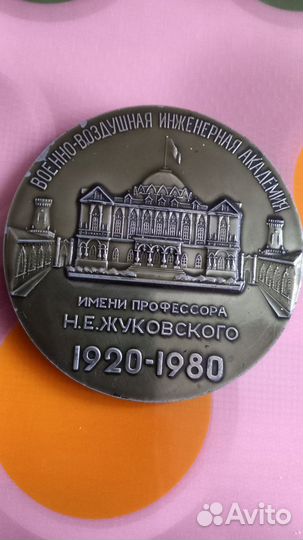 ВОЕННО-ВОЗДУШНАЯ ИНЖЕНЕРНАЯ АКАДЕМИЯ
ИМЕНИ ПРОФЕССОРА
Н.Е.ЖУКОВСКОГО
1920-1980
Avito